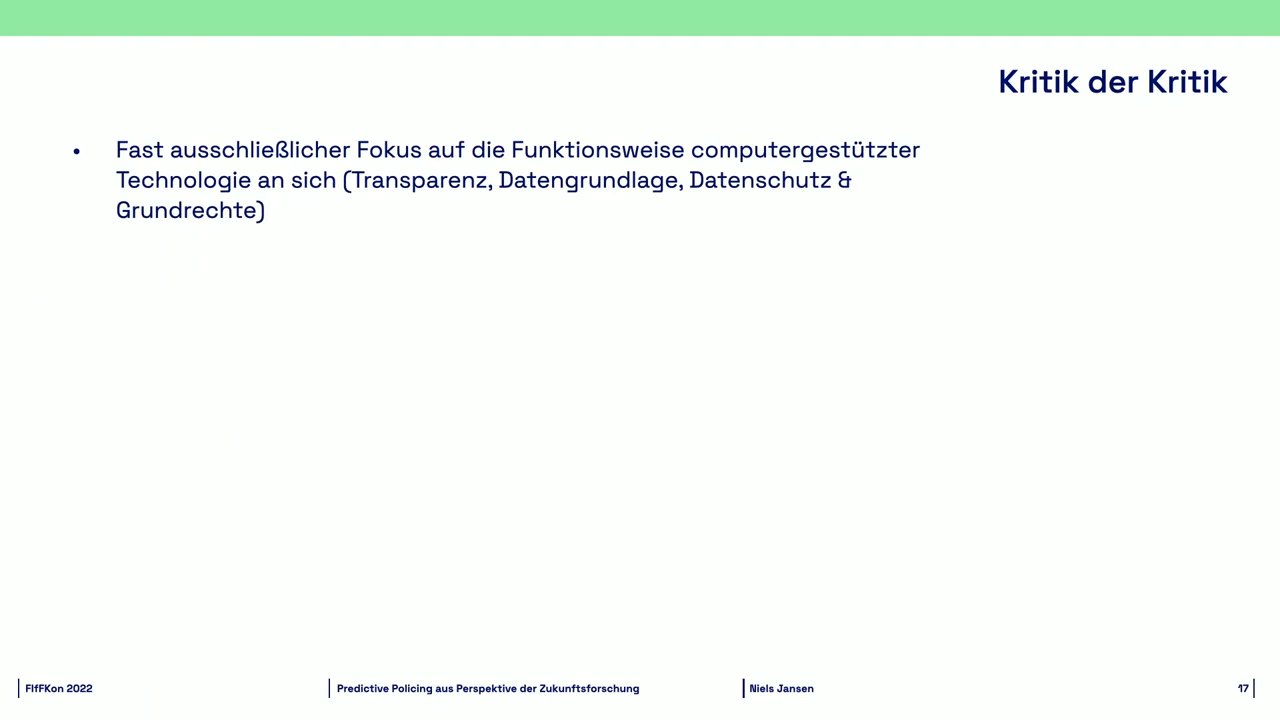 Kritik der Kritik
• Fast ausschließlicher Fokus auf die Funktionsweise computergestützter
Technologie an sich (Transparenz, Datengrundlage, Datenschutz &
Grundrechte)
FIfFKon 2022
Predictive Policing aus Perspektive der Zukunftsforschung
Niels Jansen
17